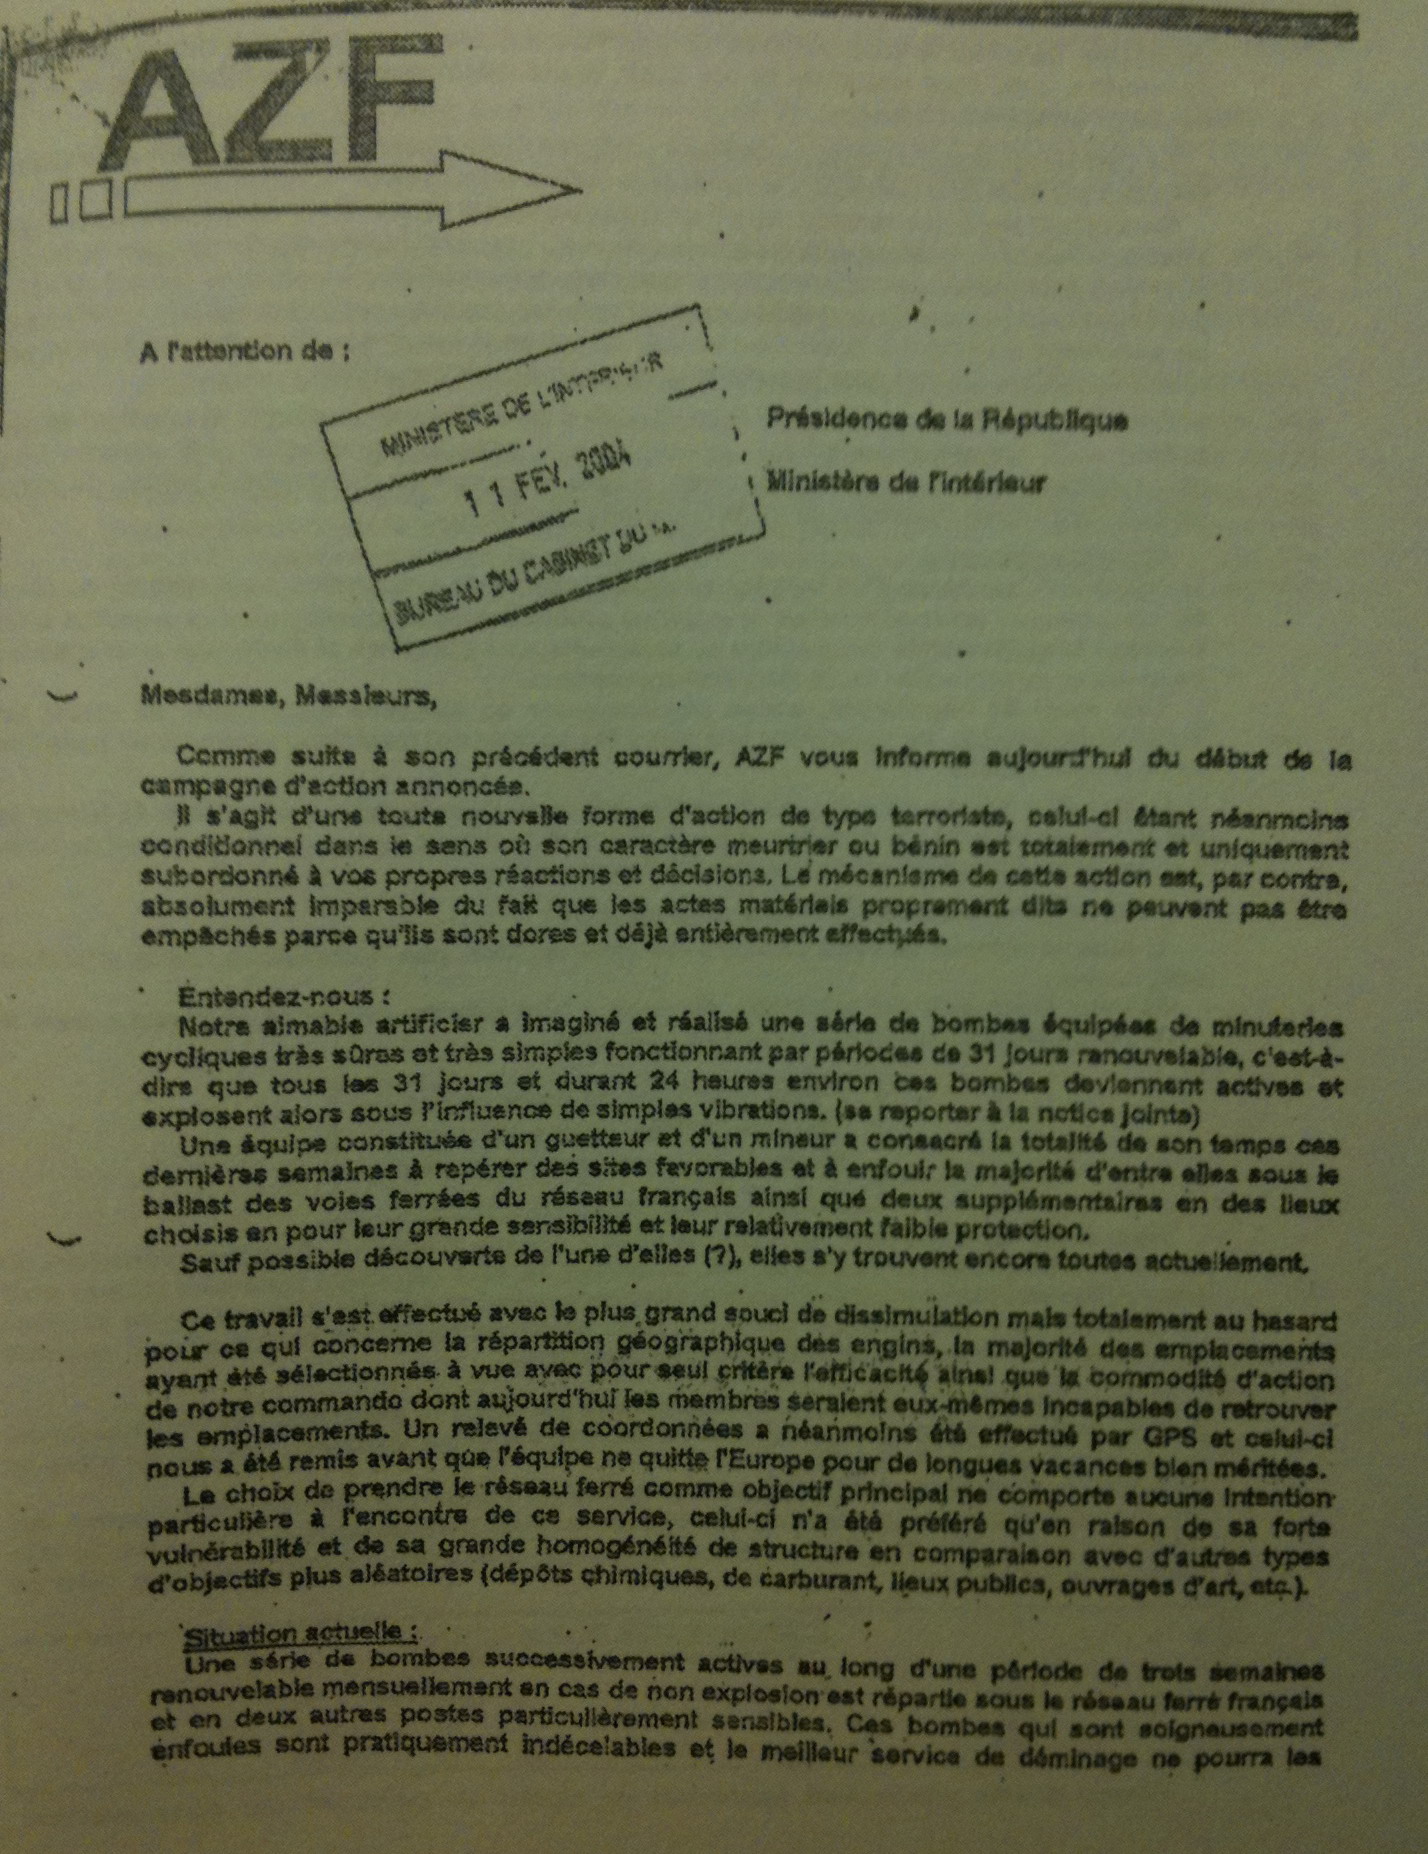 AZF
A l'attention de :
MINISTERE DE L'INTERIEUR
11 FEV. 2004
BUREAU DU CABINET DU
Présidence de la République
Ministère de l'intérieur
Mesdames, Messieurs,
Comme suite à son précédent courrier, AZF vous informe aujourd'hui du début de la
campagne d'action annoncée.
Il s'agit d'une toute nouvelle forme d'action de type terroriste, celui-ci étant néanmoins
conditionnel dans le sens où son caractère meurtrier ou bénin est totalement et uniquement
subordonné à vos propres réactions et décisions. Le mécanisme de cette action est, par contre,
absolument imparable du fait que les actes matériels proprement dits ne peuvent pas être
empêchés parce qu'ils sont dores et déjà entièrement effectués.
Entendez-nous :
Notre aimable artificier a imaginé et réalisé une série de bombes équipées de minuteries
cycliques très sûres et très simples fonctionnant par périodes de 31 jours renouvelable, c'est-à-
dire que tous les 31 jours et durant 24 heures environ ces bombes deviennent actives et
explosent alors sous l'influence de simples vibrations. (se reporter à la notice jointe)
Une équipe constituée d'un guetteur et d'un mineur a consacré la totalité de son temps ces
dernières semaines à repérer des sites favorables et à enfouir la majorité d'entre elles sous le
ballast des voies ferrées du réseau français ainsi que deux supplémentaires en des lieux
choisis en pour leur grande sensibilité et leur relativement faible protection.
Sauf possible découverte de l'une d'elles (?), elles s'y trouvent encore toutes actuellement.
Ce travail s'est effectué avec le plus grand souci de dissimulation mais totalement au hasard
pour ce qui concerne la répartition géographique des engins, la majorité des emplacements
ayant été sélectionnés à vue avec pour seul critère l'efficacité ainsi que la commodité d'action
de notre commando dont aujourd'hui les membres seraient eux-mêmes incapables de retrouver
les emplacements. Un relevé de coordonnées a néanmoins été effectué par GPS et celui-ci
nous a été remis avant que l'équipe ne quitte l'Europe pour de longues vacances bien méritées.
Le choix de prendre le réseau ferré comme objectif principal ne comporte aucune intention
particulière à l'encontre de ce service, celui-ci n'a été préféré qu'en raison de sa forte
vulnérabilité et de sa grande homogénéité de structure en comparaison avec d'autres types
d'objectifs plus aléatoires (dépôts chimiques, de carburant, lieux publics, ouvrages d'art, etc.).
Situation actuelle :
Une série de bombes successivement actives au long d'une période de trois semaines
renouvelable mensuellement en cas de non explosion est répartie sous le réseau ferré français
et en deux autres postes particulièrement sensibles. Ces bombes qui sont soigneusement
enfouies sont pratiquement indécelables et le meilleur service de déminage ne pourra les